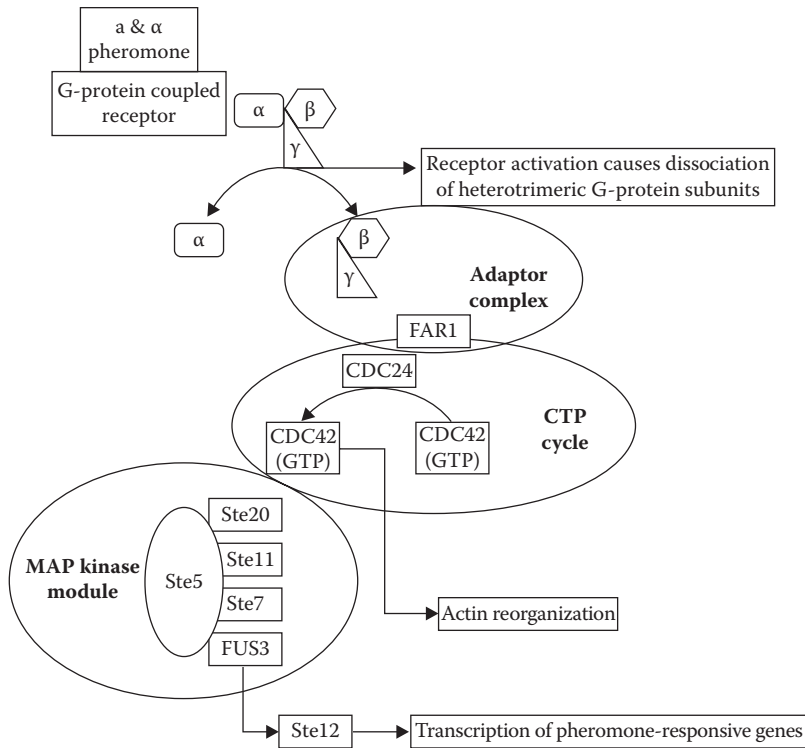 a & α
pheromone
G-protein coupled
receptor
α
β
γ
Receptor activation causes dissociation
of heterotrimeric G-protein subunits
α
β
γ
Adaptor
complex
FAR1
CDC24
CDC42
(GTP)
CDC42
(GTP)
CTP
cycle
MAP kinase
module
Ste5
Ste20
Ste11
Ste7
FUS3
Actin reorganization
Ste12
Transcription of pheromone-responsive genes